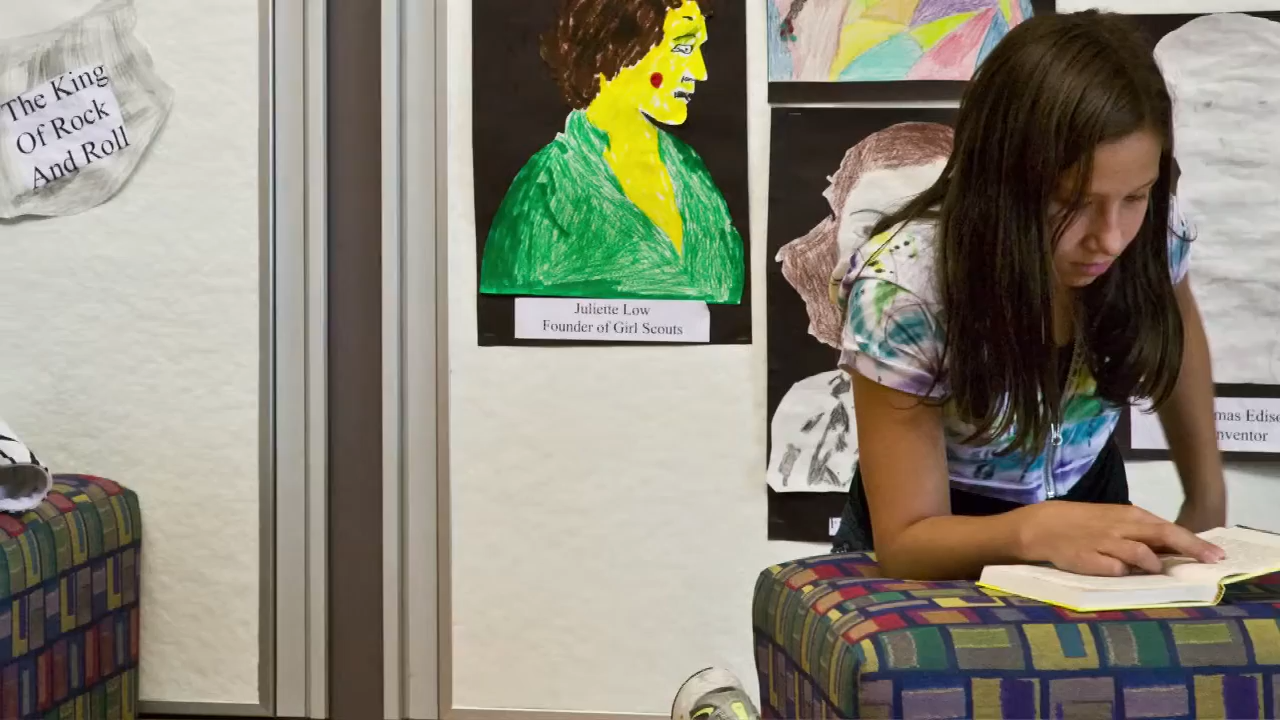 The King
Of Rock
And Roll
Juliette Low
Founder of Girl Scouts